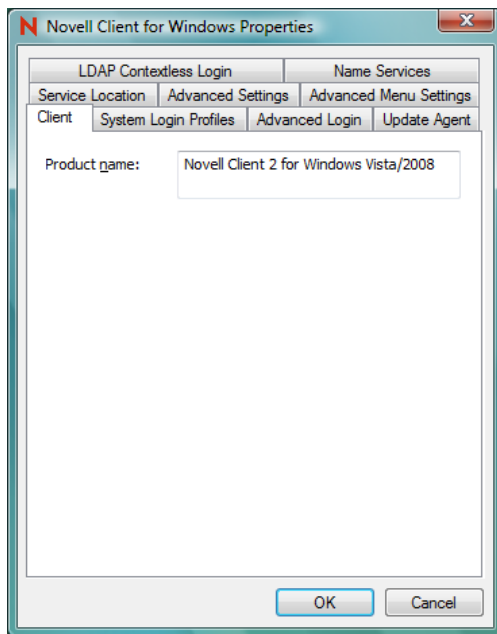 Novell Client for Windows Properties
LDAP Contextless Login Name Services
Service Location Advanced Settings Advanced Menu Settings
Client System Login Profiles Advanced Login Update Agent
Product name: Novell Client 2 for Windows Vista/2008
OK Cancel